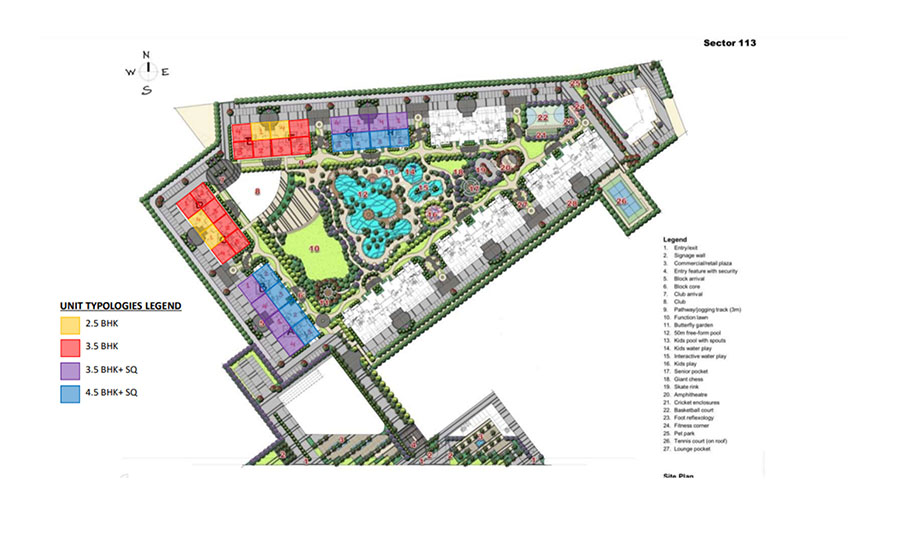 Sector 113
N
W E
S
22
24
8
12
10
26
20
28
UNIT TYPOLOGIES LEGEND
2.5 BHK
3.5 BHK
3.5 BHK+ SQ
4.5 BHK+ SQ
Legend
1. Entry/exit
2. Signage wall
3. Commercial/retail plaza
4. Entry feature with security
5. Block arrival
6. Block core
7. Club arrival
8. Club
9. Pathway/jogging track (3m)
10. Function lawn
11. Butterfly garden
12. 50m free-form pool
13. Kids pool with spouts
14. Kids water play
15. Interactive water play
16. Kids play
17. Senior pocket
18. Giant chess
19. Skate rink
20. Amphitheatre
21. Cricket enclosures
22. Basketball court
23. Foot reflexology
24. Fitness corner
25. Pet park
26. Tennis court (on roof)
27. Lounge pocket
Site Plan